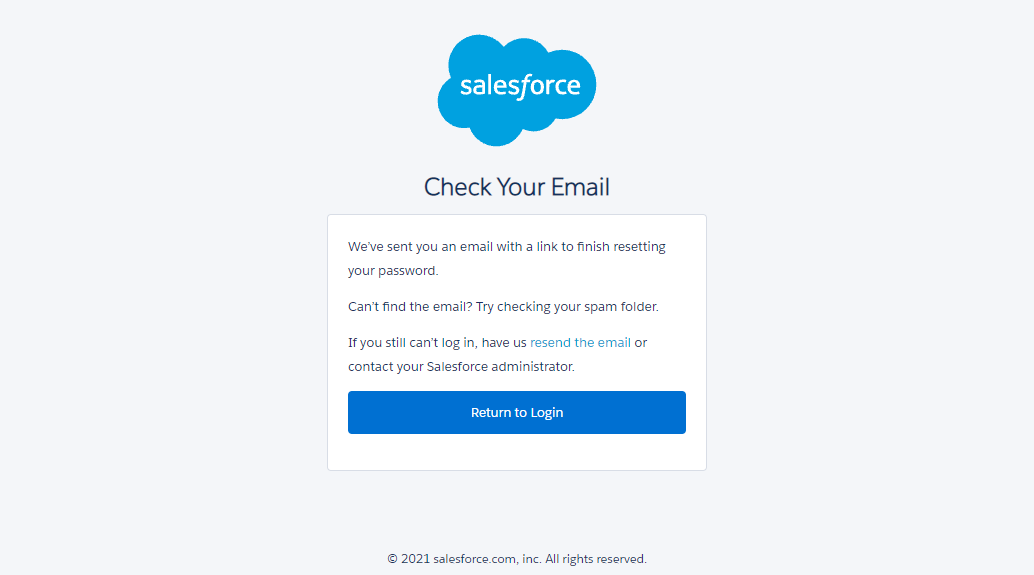 salesforce
Check Your Email
We've sent you an email with a link to finish resetting
your password.
Can't find the email? Try checking your spam folder.
If you still can't log in, have us resend the email or
contact your Salesforce administrator.
Return to Login
© 2021 salesforce.com, inc. All rights reserved.